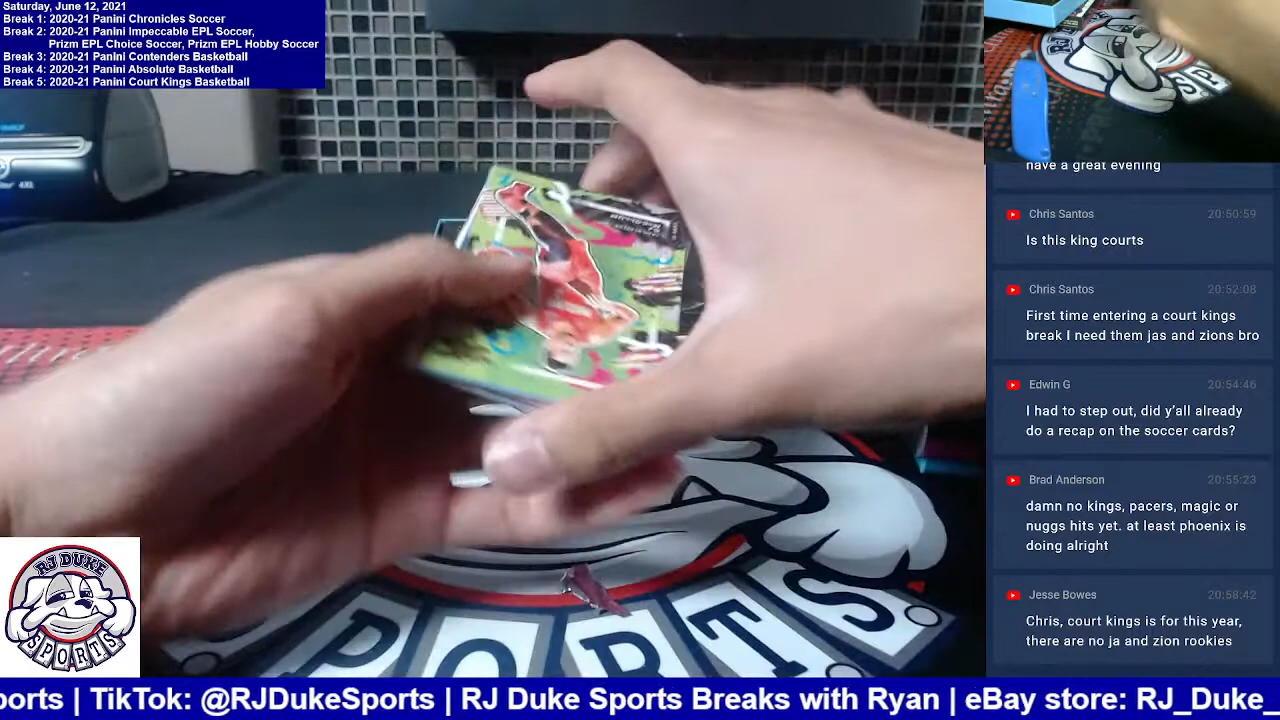 Saturday, June 12, 2021
Break 1: 2020-21 Panini Chronicles Soccer
Break 2: 2020-21 Panini Impeccable EPL Soccer,
Prizm EPL Choice Soccer, Prizm EPL Hobby Soccer
Break 3: 2020-21 Panini Contenders Basketball
Break 4: 2020-21 Panini Absolute Basketball
Break 5: 2020-21 Panini Court Kings Basketball
4XL
have a great evening
Chris Santos 20:50:59
Is this king courts
Chris Santos 20:52:08
First time entering a court kings
break I need them jas and zions bro
Edwin G 20:54:46
I had to step out, did y'all already
do a recap on the soccer cards?
Brad Anderson 20:55:23
damn no kings, pacers, magic or
nuggs hits yet. at least phoenix is
doing alright
Jesse Bowes 20:58:42
Chris, court kings is for this year,
there are no ja and zion rookies
RJ DUKE
SPORTS
PORTS
ports | TikTok: @RJDukeSports | RJ Duke Sports Breaks with Ryan | eBay store: RJ_Duke_